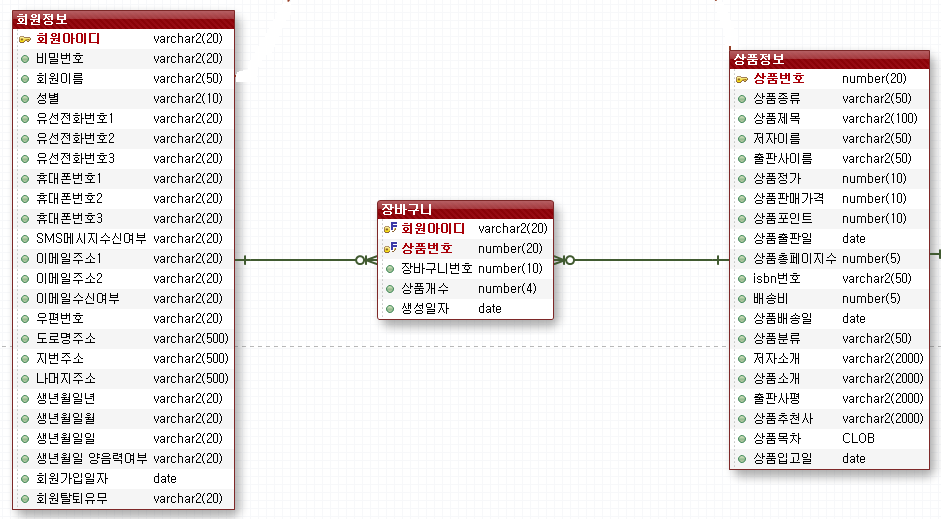 회원정보
회원아이디 varchar2(20)
비밀번호 varchar2(20)
회원이름 varchar2(50)
성별 varchar2(10)
유선전화번호1 varchar2(20)
유선전화번호2 varchar2(20)
유선전화번호3 varchar2(20)
휴대폰번호1 varchar2(20)
휴대폰번호2 varchar2(20)
휴대폰번호3 varchar2(20)
SMS메시지수신여부 varchar2(20)
이메일주소1 varchar2(20)
이메일주소2 varchar2(20)
이메일수신여부 varchar2(20)
우편번호 varchar2(20)
도로명주소 varchar2(500)
지번주소 varchar2(500)
나머지주소 varchar2(500)
생년월일년 varchar2(20)
생년월일월 varchar2(20)
생년월일일 varchar2(20)
생년월일 양음력여부 varchar2(20)
회원가입일자 date
회원탈퇴유무 varchar2(20)
장바구니
회원아이디 varchar2(20)
상품번호 number(20)
장바구니번호 number(10)
상품개수 number(4)
생성일자 date
상품정보
상품번호 number(20)
상품종류 varchar2(50)
상품제목 varchar2(100)
저자이름 varchar2(50)
출판사이름 varchar2(50)
상품정가 number(10)
상품판매가격 number(10)
상품포인트 number(10)
상품출판일 date
상품총페이지수 number(5)
isbn번호 varchar2(50)
배송비 number(5)
상품배송일 date
상품분류 varchar2(50)
저자소개 varchar2(2000)
상품소개 varchar2(2000)
출판사평 varchar2(2000)
상품추천사 varchar2(2000)
상품목차 CLOB
상품입고일 date